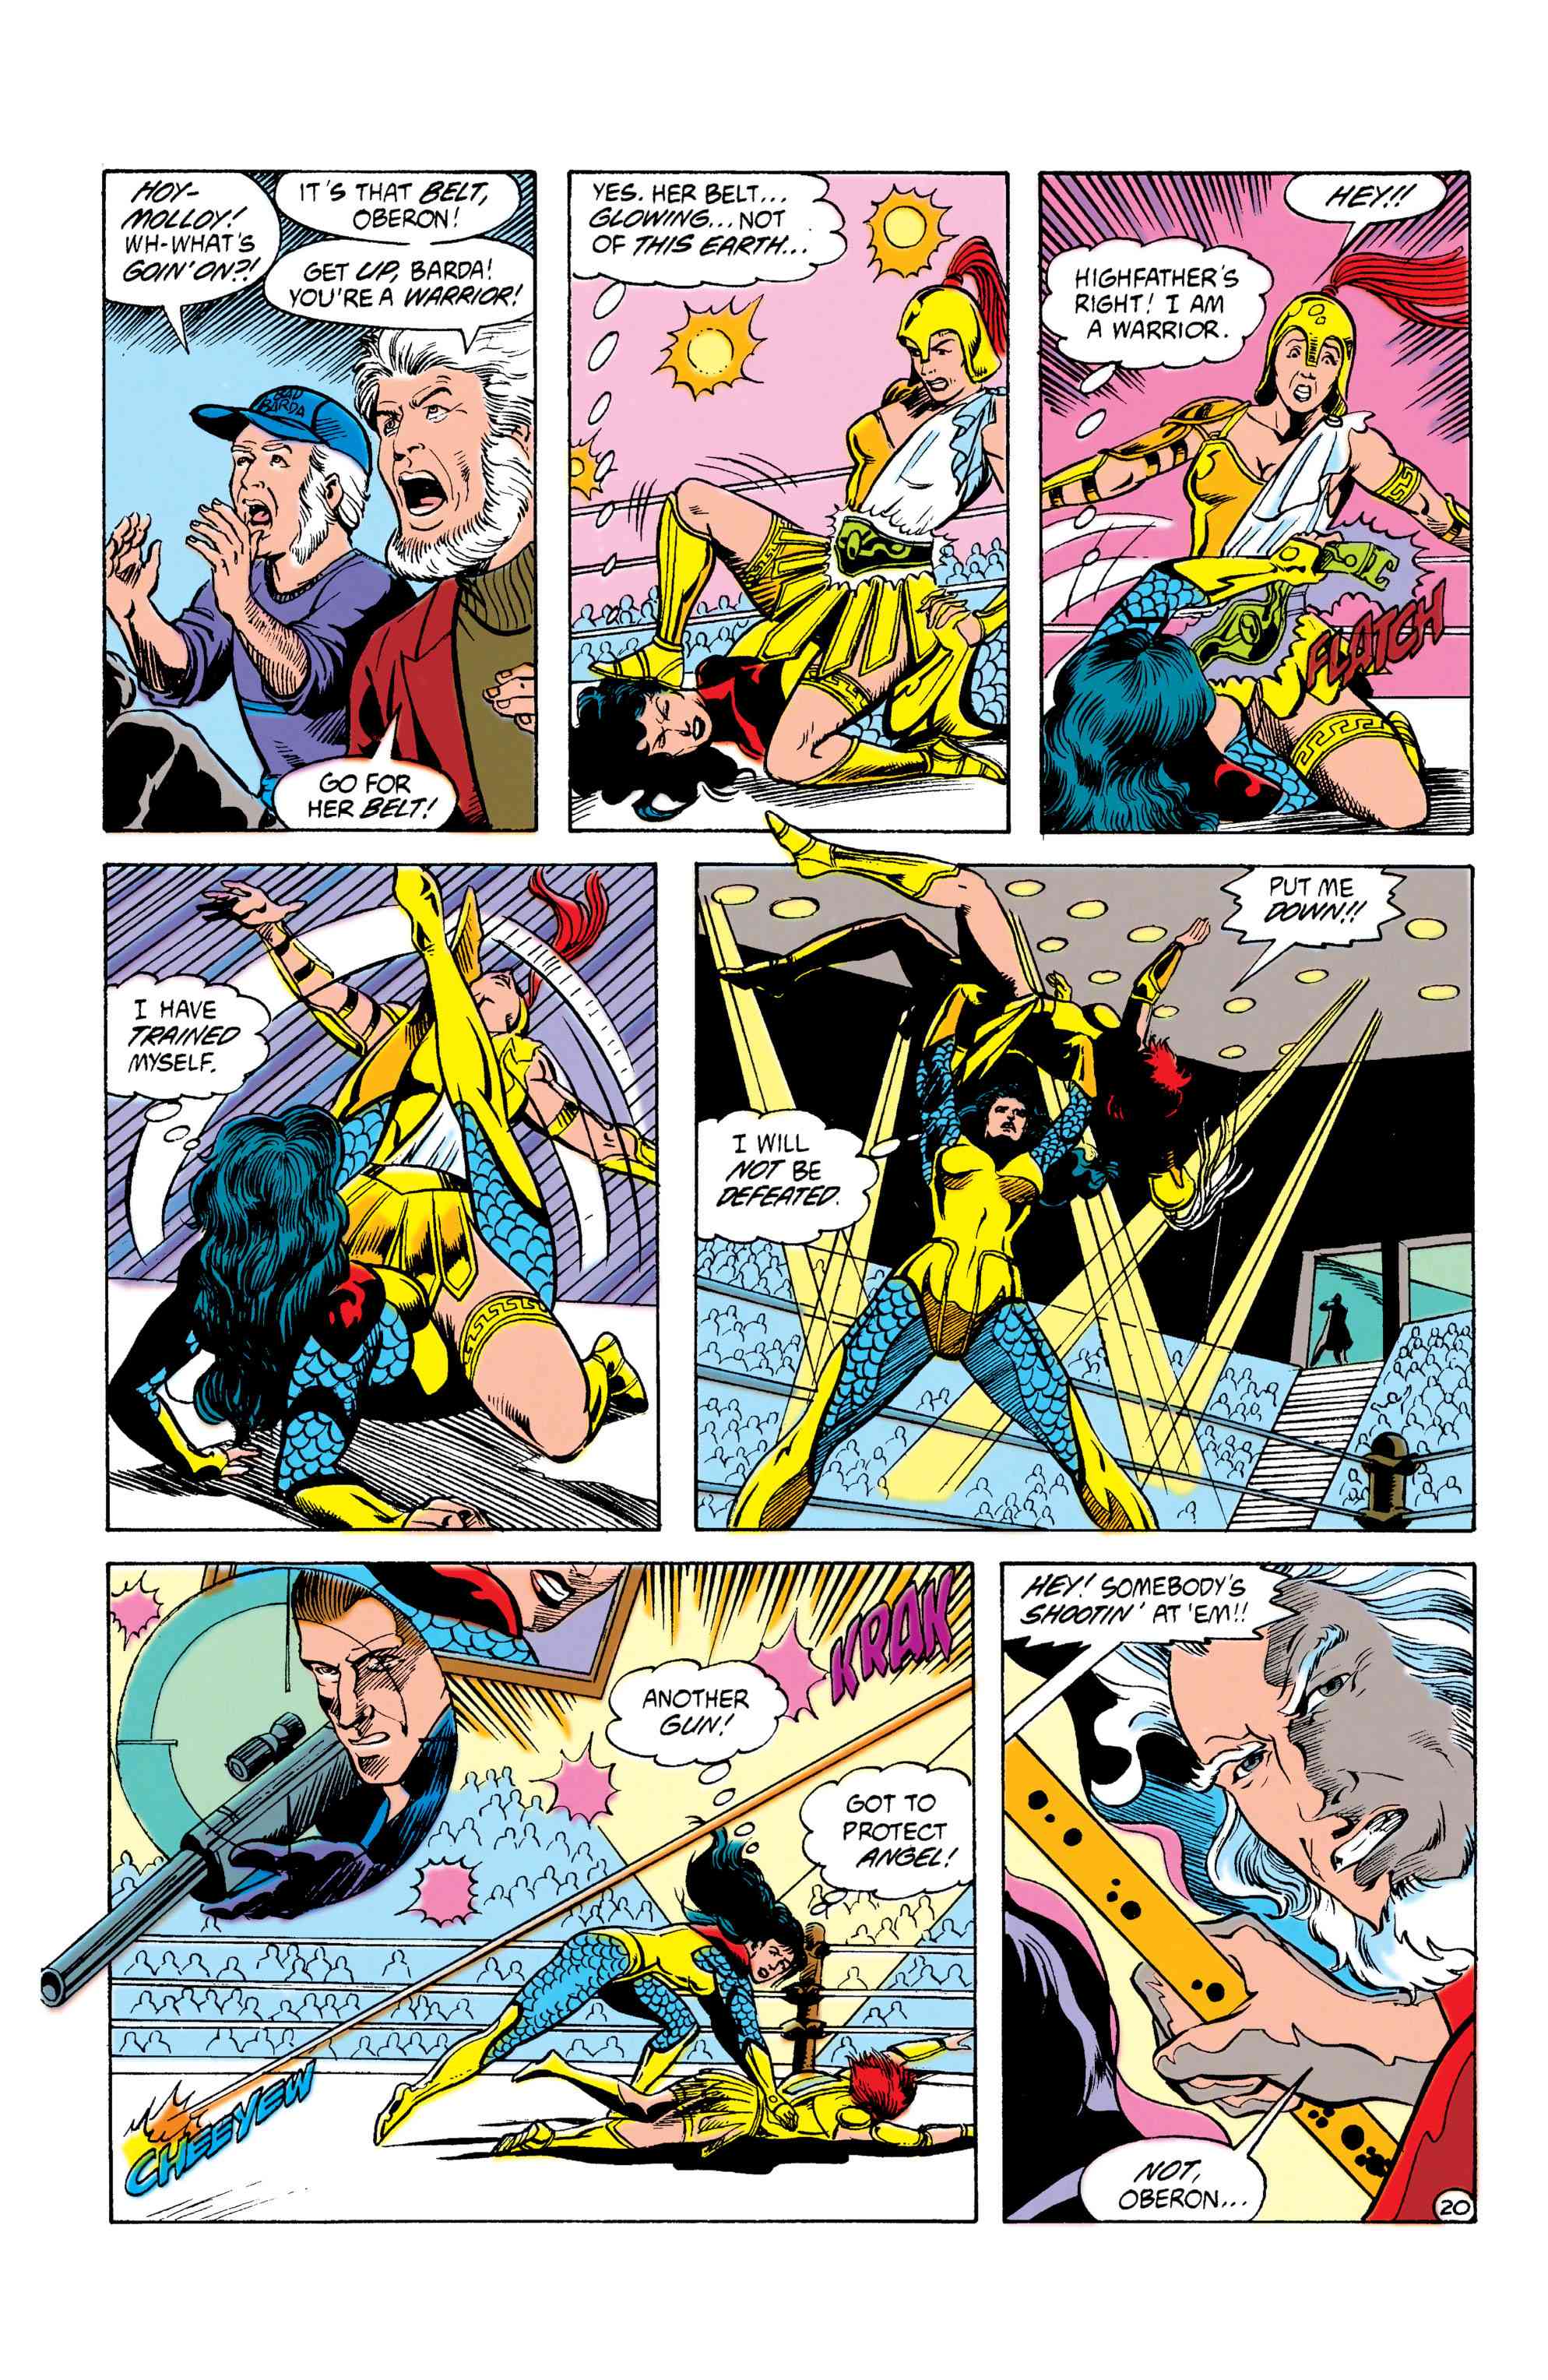 HOY-
MOLLOY!
WH-WHAT'S
GOIN' ON?!
IT'S THAT BELT,
OBERON!
GET UP, BARDA!
YOU'RE A WARRIOR!
BAD
BARDA
GO FOR
HER BELT!
YES. HER BELT...
GLOWING... NOT
OF THIS EARTH...
HEY!!
HIGHFATHER'S
RIGHT! I AM
A WARRIOR.
FLATCH
I HAVE
TRAINED
MYSELF.
PUT ME
DOWN!!
I WILL
NOT BE
DEFEATED.
KRAK
ANOTHER
GUN!
GOT TO
PROTECT
ANGEL!
CHEEYEW
HEY! SOMEBODY'S
SHOOTIN' AT 'EM!!
NOT,
OBERON...
20